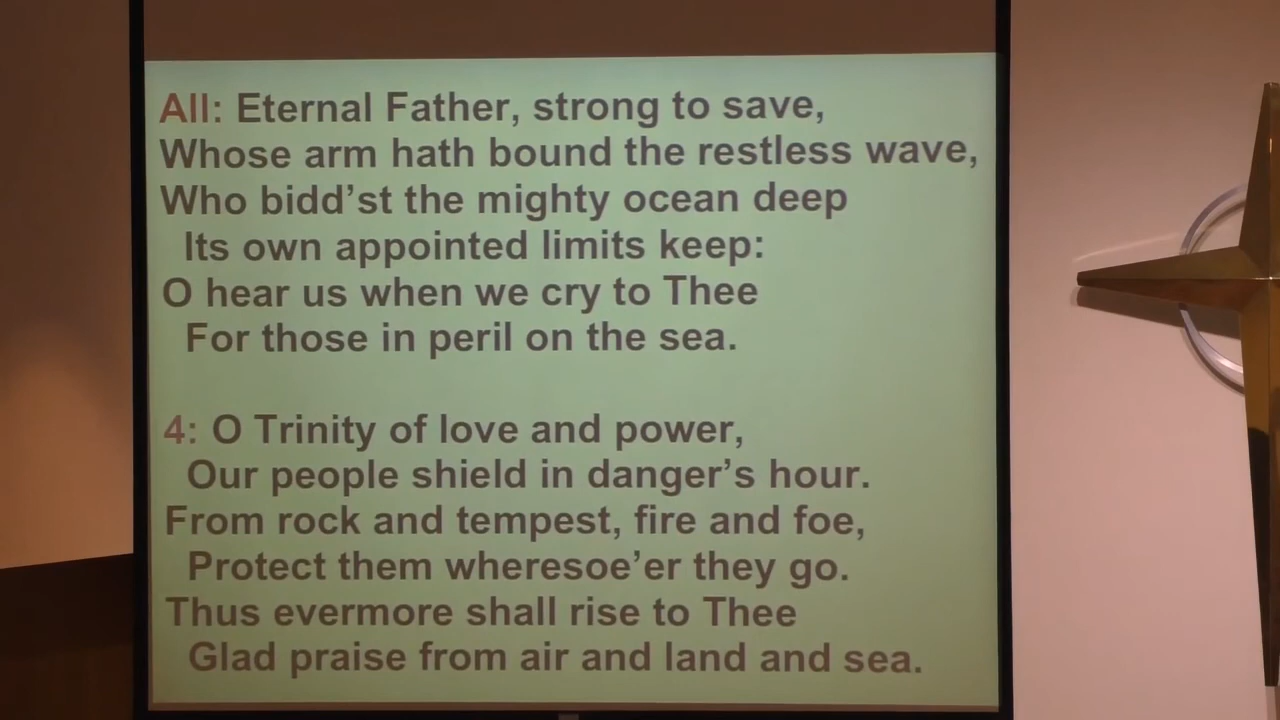 All: Eternal Father, strong to save,
Whose arm hath bound the restless wave,
Who bidd’st the mighty ocean deep
Its own appointed limits keep:
O hear us when we cry to Thee
For those in peril on the sea.
4: O Trinity of love and power,
Our people shield in danger’s hour.
From rock and tempest, fire and foe,
Protect them wheresoe’er they go.
Thus evermore shall rise to Thee
Glad praise from air and land and sea.